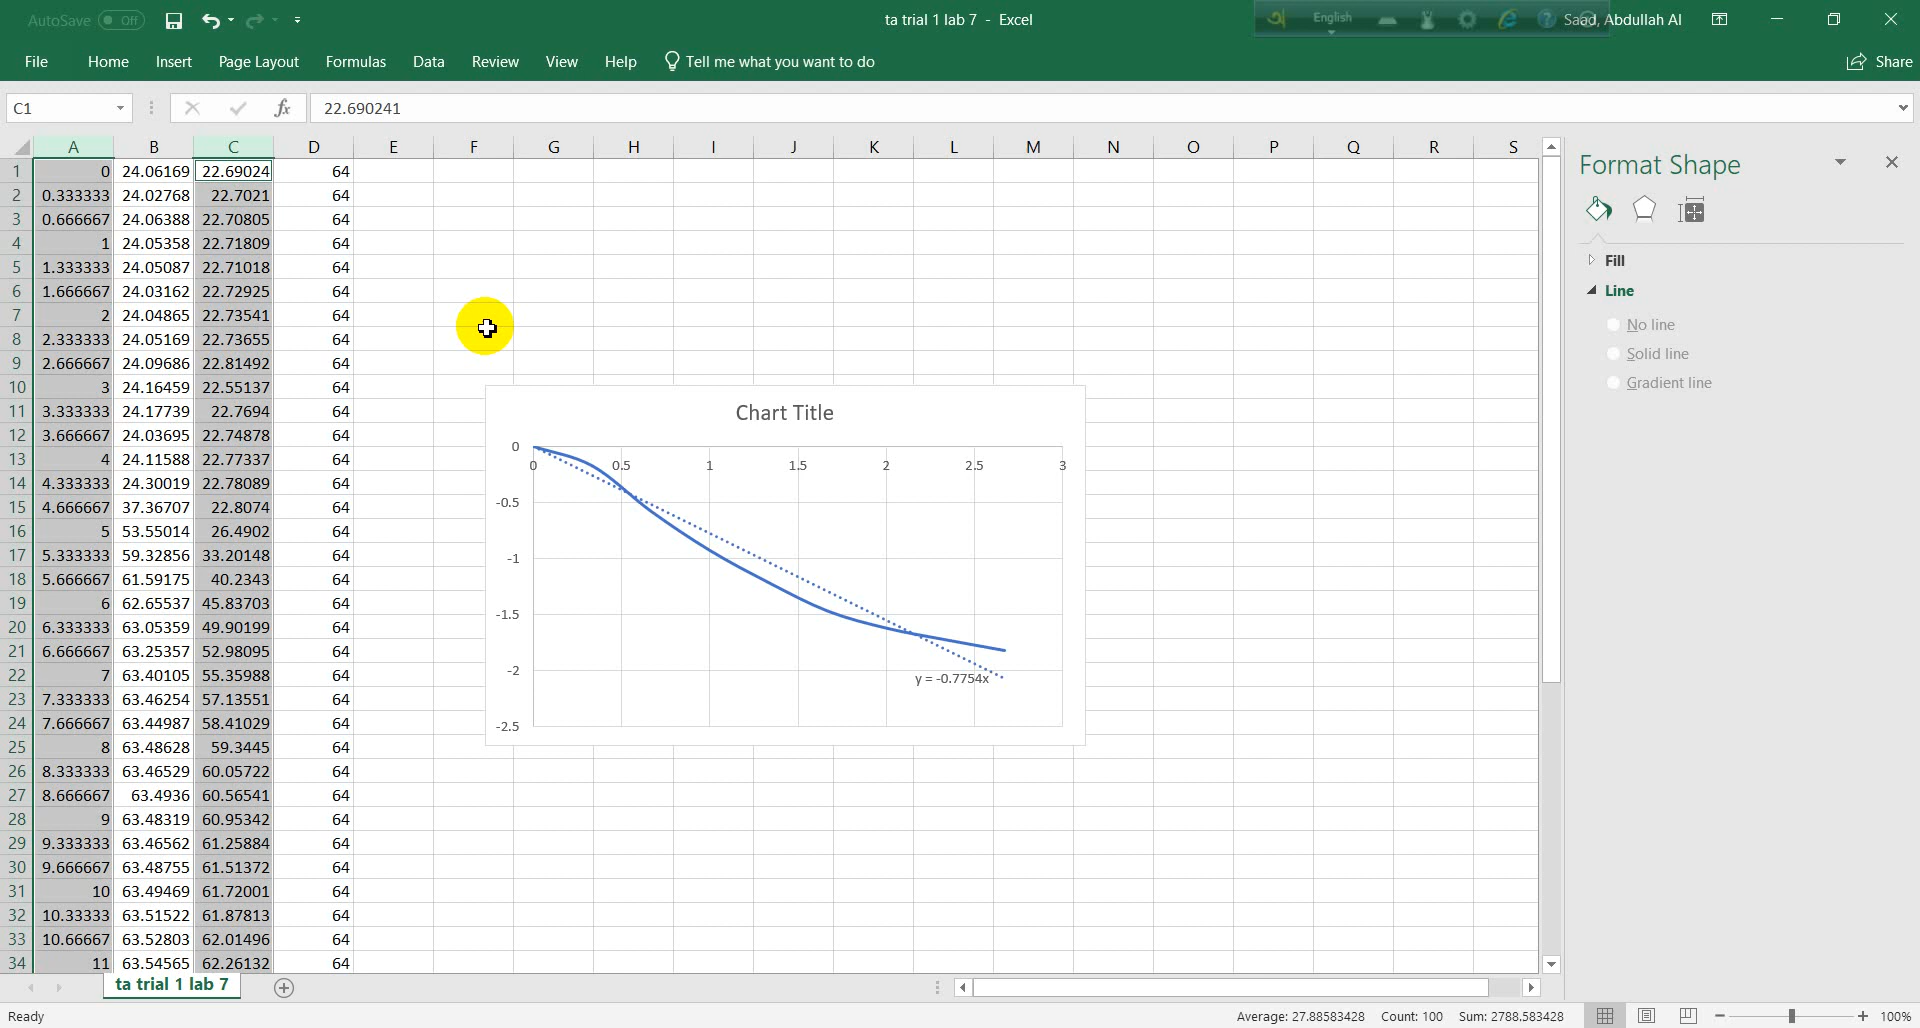 AutoSave Off
ta trial 1 lab 7 - Excel
English
Saad, Abdullah Al
File Home Insert Page Layout Formulas Data Review View Help Tell me what you want to do Share
C1 fx 22.690241
A B C D E F G H I J K L M N O P Q R S
1 0 24.06169 22.69024 64
2 0.333333 24.02768 22.7021 64
3 0.666667 24.06388 22.70805 64
4 1 24.05358 22.71809 64
5 1.333333 24.05087 22.71018 64
6 1.666667 24.03162 22.72925 64
7 2 24.04865 22.73541 64
8 2.333333 24.05169 22.73655 64
9 2.666667 24.09686 22.81492 64
10 3 24.16459 22.55137 64
11 3.333333 24.17739 22.7694 64
12 3.666667 24.03695 22.74878 64
13 4 24.11588 22.77337 64
14 4.333333 24.30019 22.78089 64
15 4.666667 37.36707 22.8074 64
16 5 53.55014 26.4902 64
17 5.333333 59.32856 33.20148 64
18 5.666667 61.59175 40.2343 64
19 6 62.65537 45.83703 64
20 6.333333 63.05359 49.90199 64
21 6.666667 63.25357 52.98095 64
22 7 63.40105 55.35988 64
23 7.333333 63.46254 57.13551 64
24 7.666667 63.44987 58.41029 64
25 8 63.48628 59.3445 64
26 8.333333 63.46529 60.05722 64
27 8.666667 63.4936 60.56541 64
28 9 63.48319 60.95342 64
29 9.333333 63.46562 61.25884 64
30 9.666667 63.48755 61.51372 64
31 10 63.49469 61.72001 64
32 10.33333 63.51522 61.87813 64
33 10.66667 63.52803 62.01496 64
34 11 63.54565 62.26132 64
Chart Title
0
0 0.5 1 1.5 2 2.5 3
-0.5
-1
-1.5
-2
y = -0.7754x
-2.5
Format Shape
Fill
Line
No line
Solid line
Gradient line
ta trial 1 lab 7
Ready
Average: 27.88583428 Count: 100 Sum: 2788.583428
100%